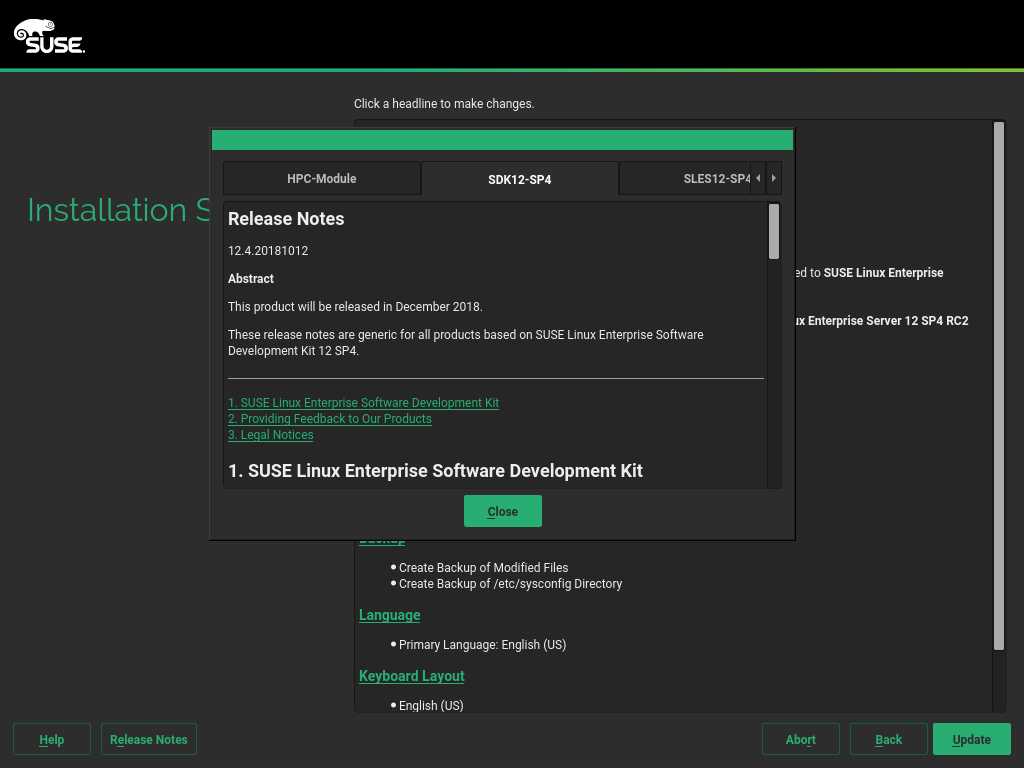 SUSE.
Click a headline to make changes.
Installation S
HPC-Module
SDK12-SP4
SLES12-SP4
Release Notes
12.4.20181012
Abstract
This product will be released in December 2018.
These release notes are generic for all products based on SUSE Linux Enterprise Software
Development Kit 12 SP4.
1. SUSE Linux Enterprise Software Development Kit
2. Providing Feedback to Our Products
3. Legal Notices
1. SUSE Linux Enterprise Software Development Kit
Close
ed to SUSE Linux Enterprise
ux Enterprise Server 12 SP4 RC2
Backup
Create Backup of Modified Files
Create Backup of /etc/sysconfig Directory
Language
Primary Language: English (US)
Keyboard Layout
English (US)
Help
Release Notes
Abort
Back
Update